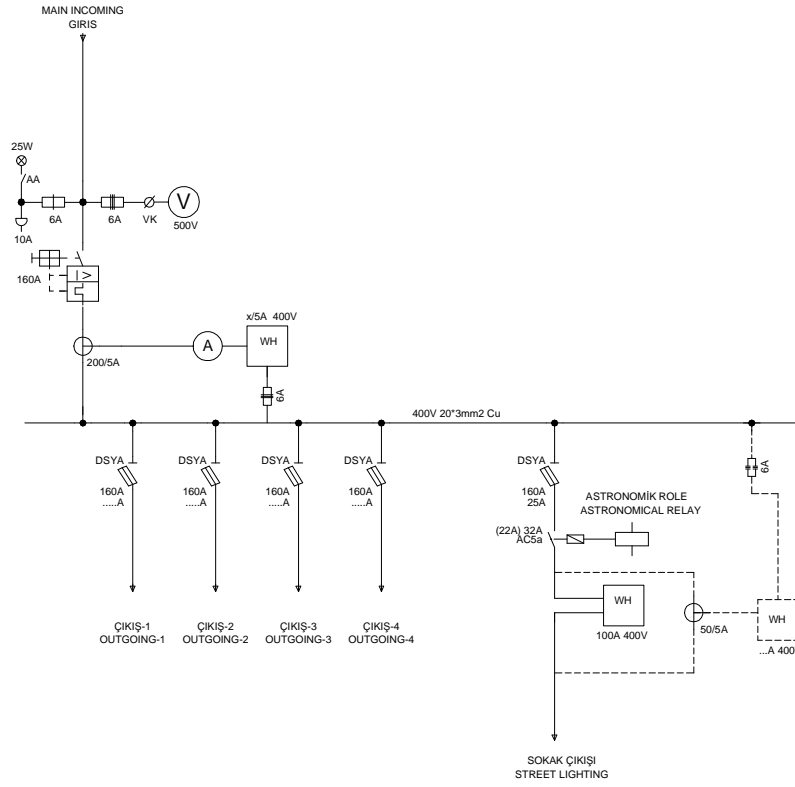 MAIN INCOMING
GIRIS
25W
AA
6A
6A
VK
V
500V
10A
160A
I >
x/5A 400V
WH
A
200/5A
6A
400V 20*3mm2 Cu
DSYA
160A
.....A
DSYA
160A
.....A
DSYA
160A
.....A
DSYA
160A
.....A
DSYA
160A
25A
6A
ASTRONOMİK ROLE
ASTRONOMICAL RELAY
(22A) 32A
AC5a
WH
100A 400V
50/5A
WH
...A 400
ÇIKIŞ-1
OUTGOING-1
ÇIKIŞ-2
OUTGOING-2
ÇIKIŞ-3
OUTGOING-3
ÇIKIŞ-4
OUTGOING-4
SOKAK ÇIKIŞI
STREET LIGHTING